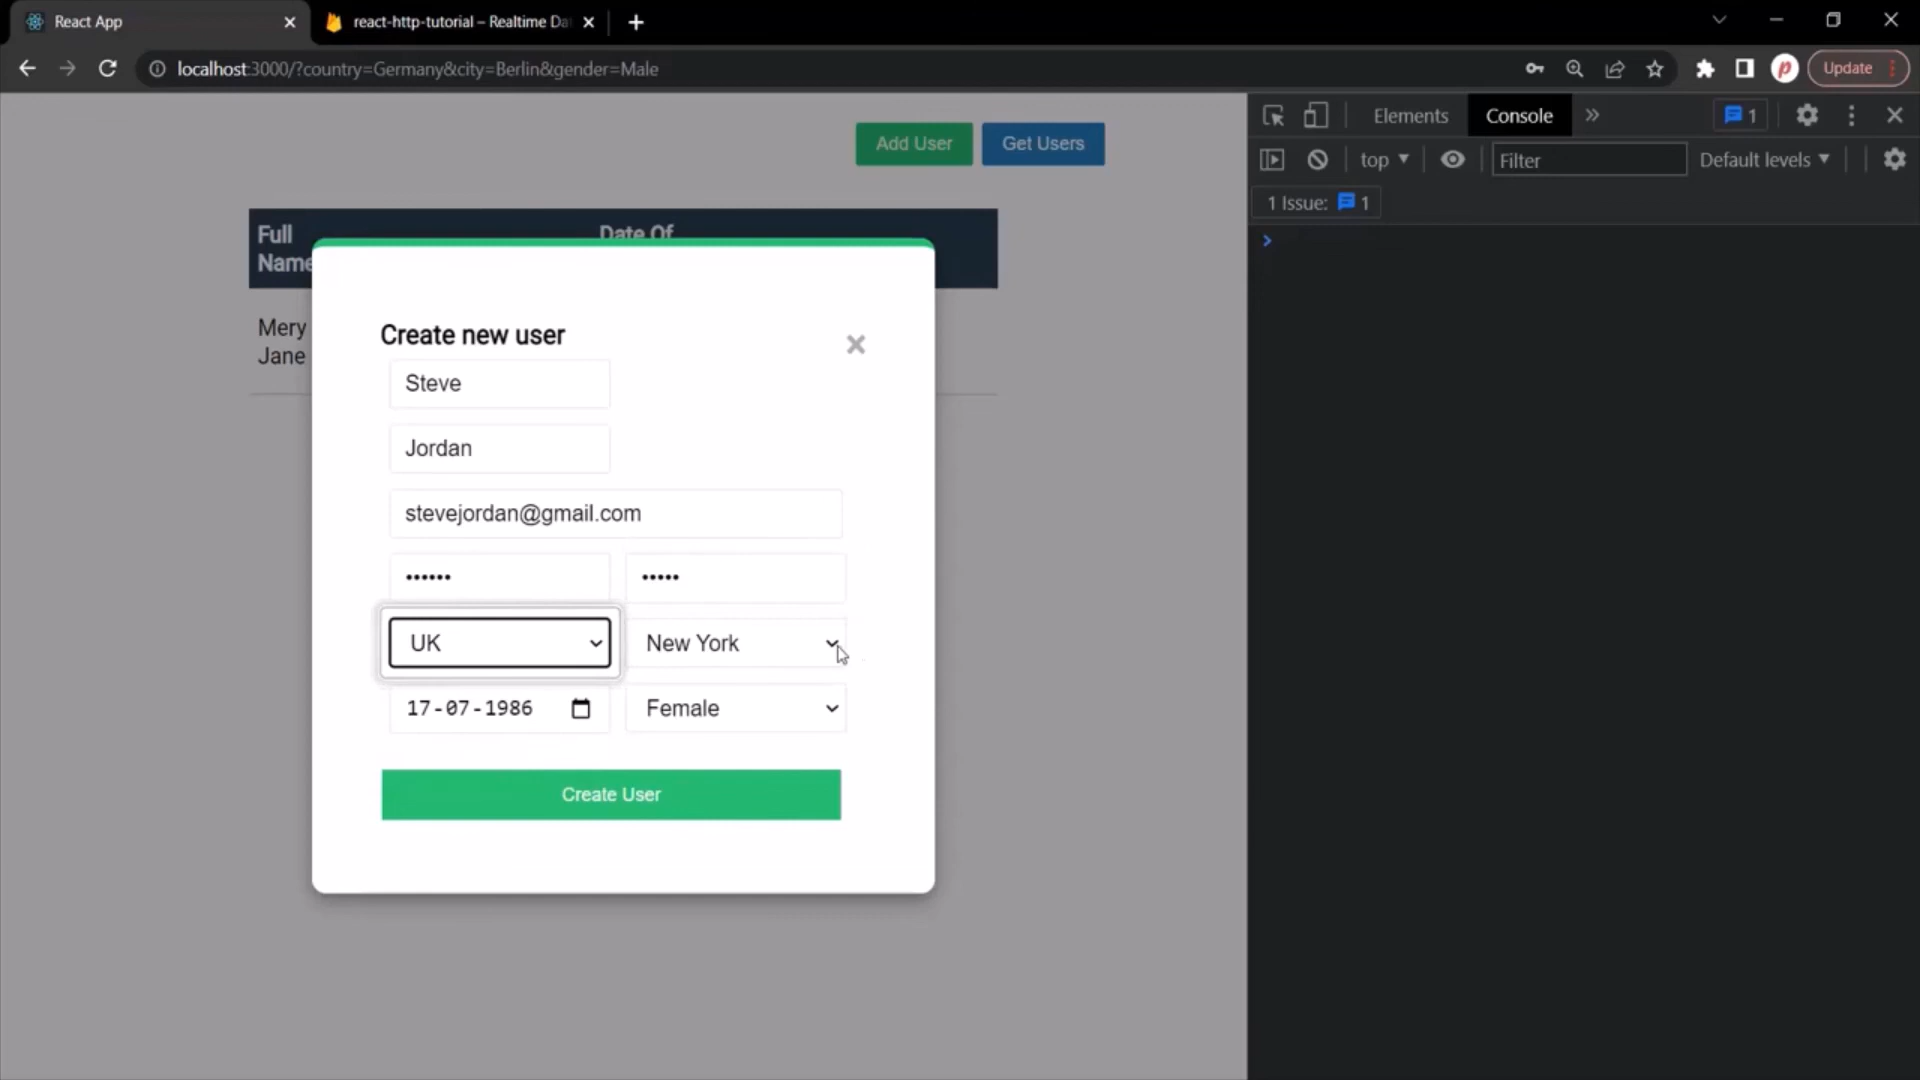 React App
react-http-tutorial – Realtime Da
localhost:3000/?country=Germany&city=Berlin&gender=Male
Update
Add User
Get Users
Elements
Console
1
top
Filter
Default levels
1 Issue:
1
Full
Name
Date Of
Mery
Jane
Create new user
Steve
Jordan
stevejordan@gmail.com
••••••
•••••
UK
New York
17-07-1986
Female
Create User